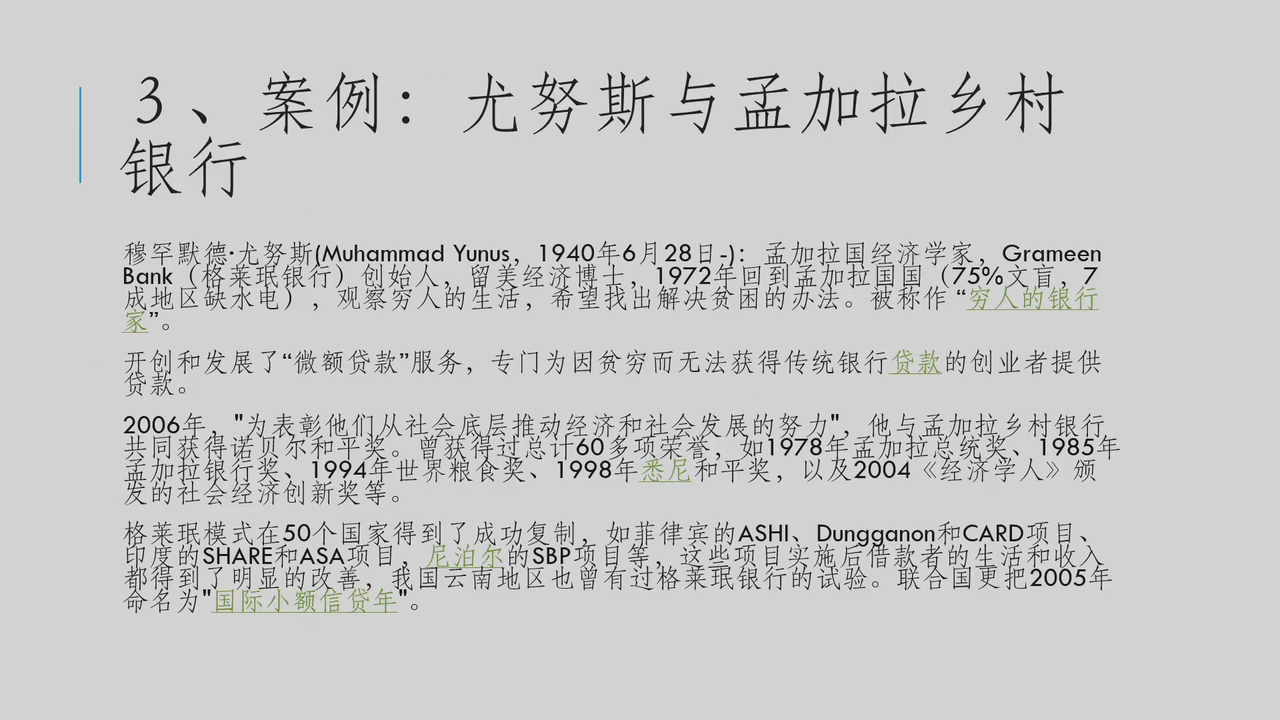 3、案例：尤努斯与孟加拉乡村
银行
穆罕默德·尤努斯(Muhammad Yunus，1940年6月28日-)：孟加拉国经济学家，Grameen
Bank（格莱珉银行）创始人，留美经济博士，1972年回到孟加拉国国（75%文盲，7
成地区缺水电），观察穷人的生活，希望找出解决贫困的办法。被称作 “穷人的银行
家”。
开创和发展了“微额贷款”服务，专门为因贫穷而无法获得传统银行贷款的创业者提供
贷款。
2006年，"为表彰他们从社会底层推动经济和社会发展的努力"，他与孟加拉乡村银行
共同获得诺贝尔和平奖。曾获得过总计60多项荣誉，如1978年孟加拉总统奖、1985年
孟加拉银行奖、1994年世界粮食奖、1998年悉尼和平奖，以及2004《经济学人》颁
发的社会经济创新奖等。
格莱珉模式在50个国家得到了成功复制，如菲律宾的ASHI、Dungganon和CARD项目、
印度的SHARE和ASA项目，尼泊尔的SBP项目等，这些项目实施后借款者的生活和收入
都得到了明显的改善，我国云南地区也曾有过格莱珉银行的试验。联合国更把2005年
命名为"国际小额信贷年"。